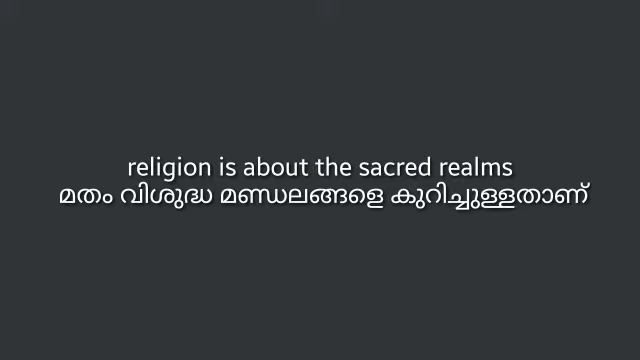 religion is about the sacred realms
മതം വിശുദ്ധ മണ്ഡലങ്ങളെ കുറിച്ചുള്ളതാണ്